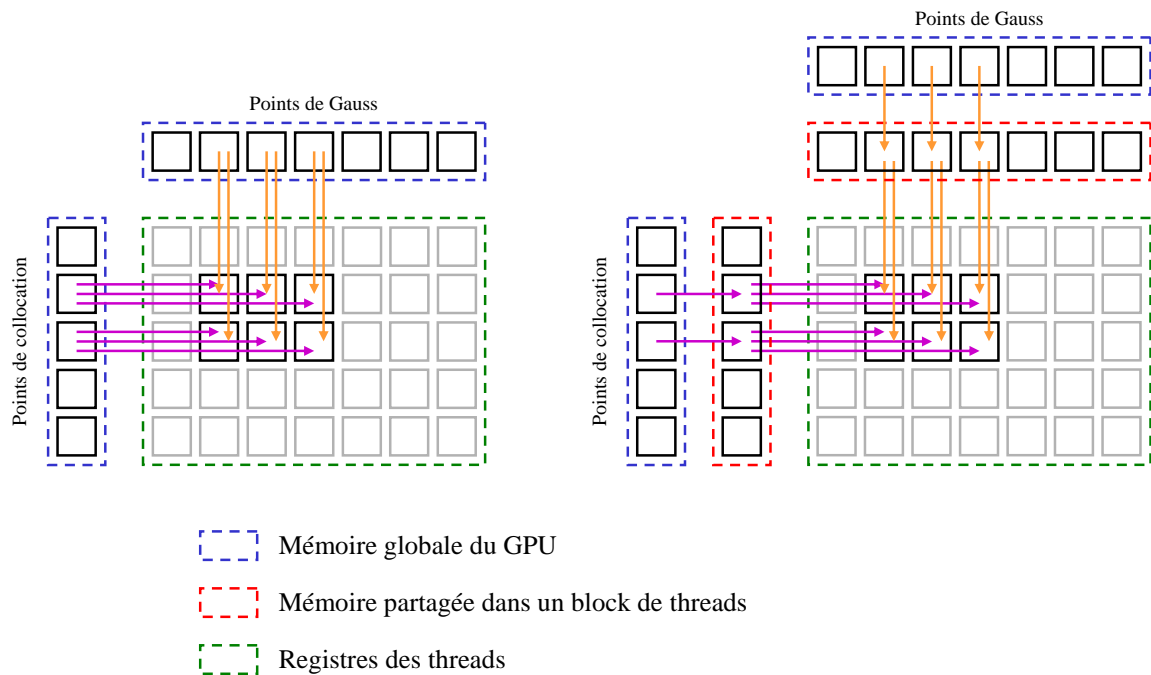 Points de Gauss
Points de Gauss
Points de collocation
Points de collocation
Mémoire globale du GPU
Mémoire partagée dans un block de threads
Registres des threads